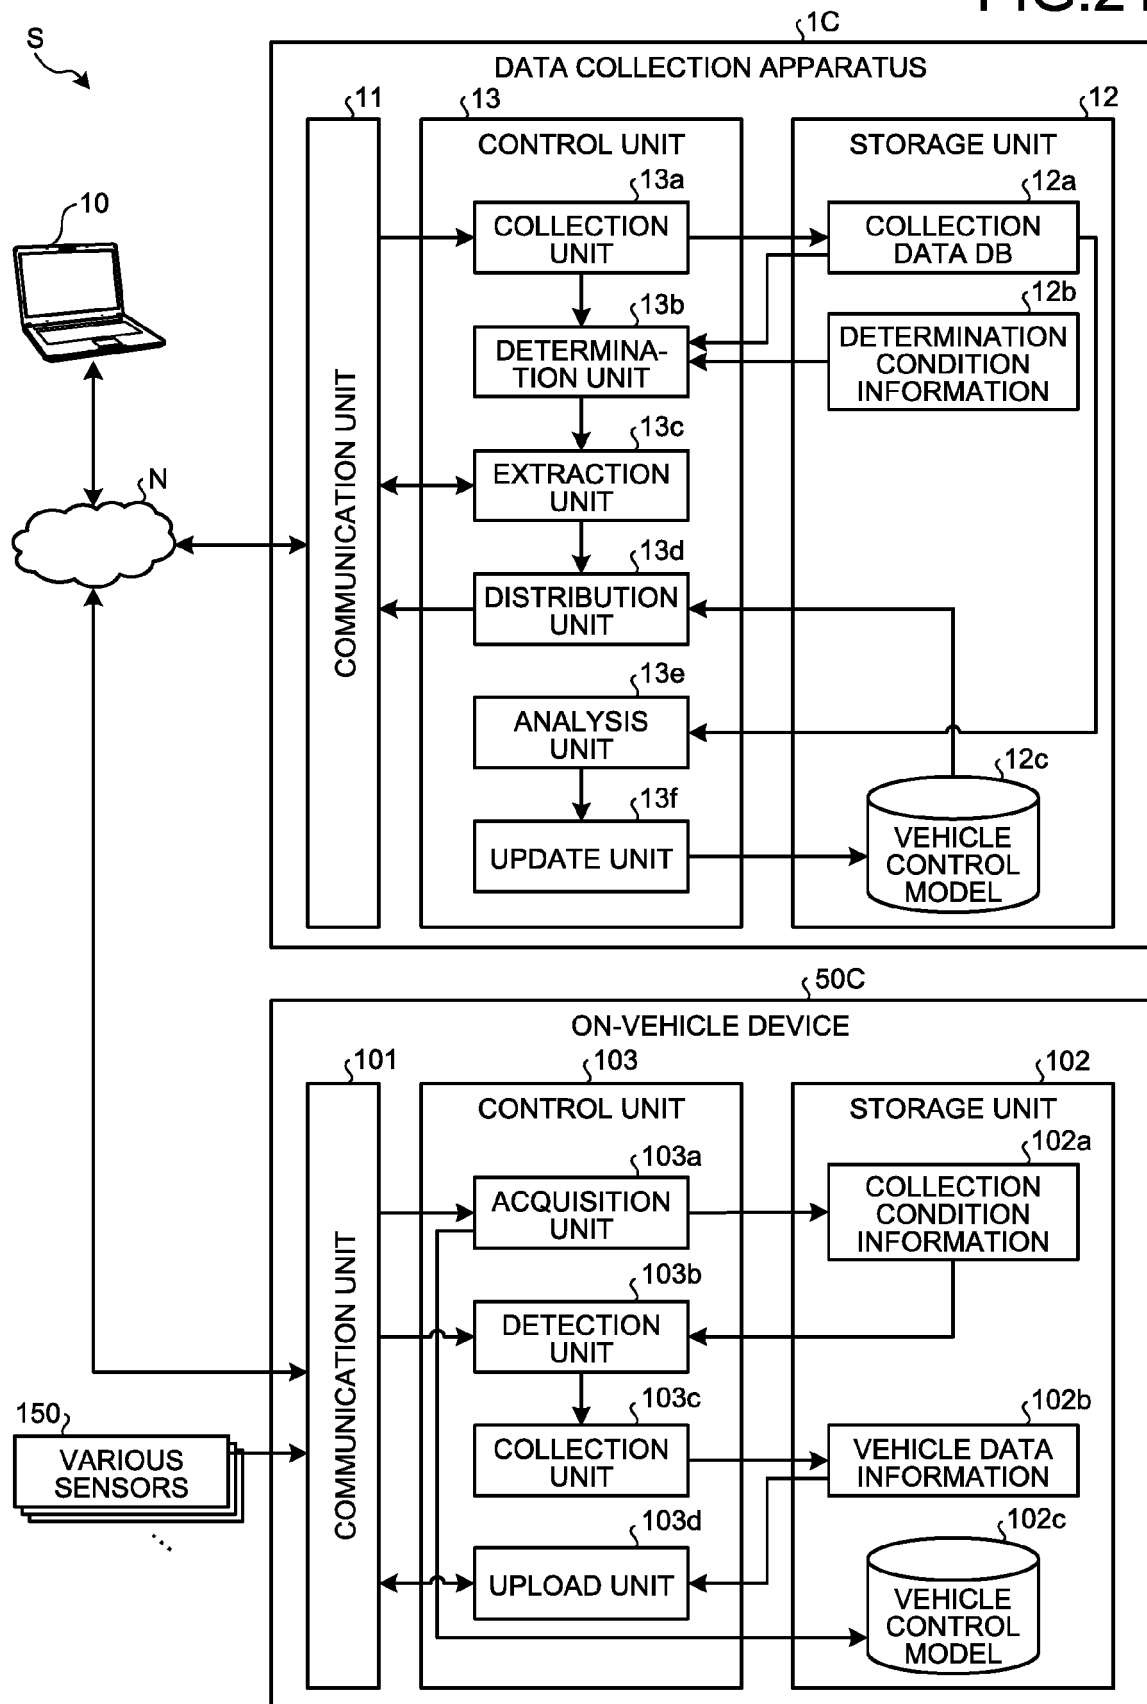 FIG.21
S
1C
DATA COLLECTION APPARATUS
11
13
12
COMMUNICATION UNIT
CONTROL UNIT
STORAGE UNIT
13a
COLLECTION
UNIT
12a
COLLECTION
DATA DB
10
13b
DETERMINA-
TION UNIT
12b
DETERMINATION
CONDITION
INFORMATION
13c
EXTRACTION
UNIT
N
13d
DISTRIBUTION
UNIT
13e
ANALYSIS
UNIT
12c
VEHICLE
CONTROL
MODEL
13f
UPDATE UNIT
50C
ON-VEHICLE DEVICE
101
103
102
COMMUNICATION UNIT
CONTROL UNIT
STORAGE UNIT
103a
ACQUISITION
UNIT
102a
COLLECTION
CONDITION
INFORMATION
103b
DETECTION
UNIT
150
VARIOUS
SENSORS
...
103c
COLLECTION
UNIT
102b
VEHICLE DATA
INFORMATION
103d
UPLOAD UNIT
102c
VEHICLE
CONTROL
MODEL